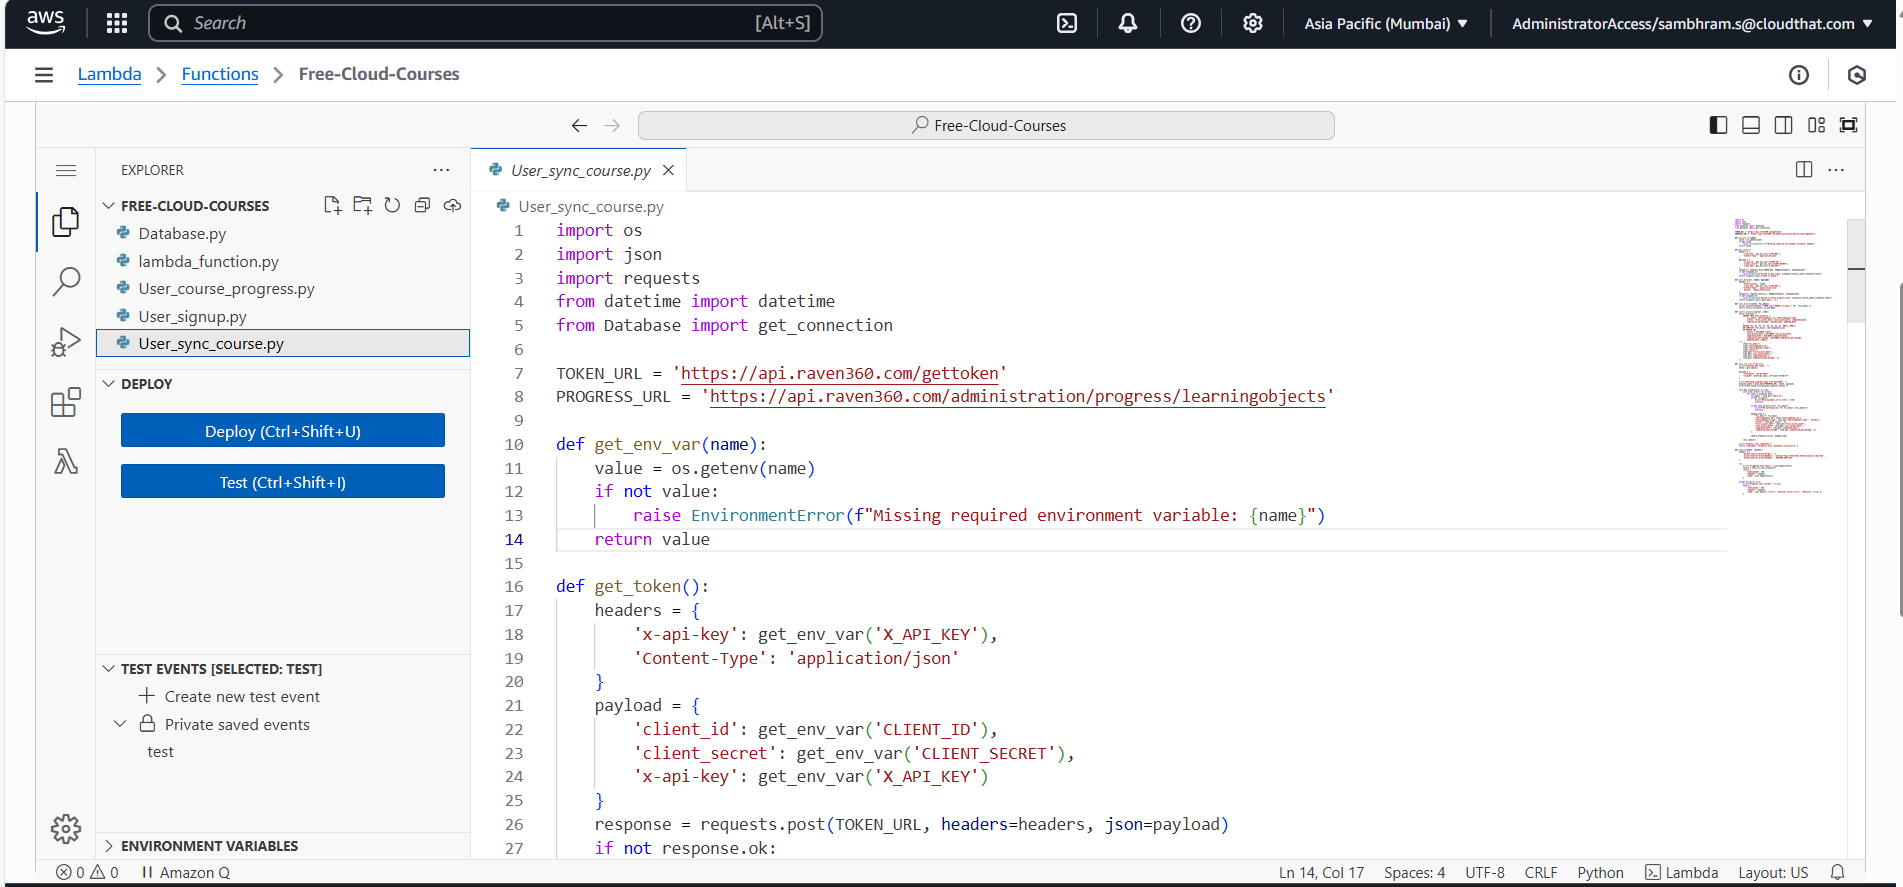 aws
Search
[Alt+S]
Asia Pacific (Mumbai)
AdministratorAccess/sambhram.s@cloudthat.com
Lambda
Functions
Free-Cloud-Courses
Free-Cloud-Courses
EXPLORER
FREE-CLOUD-COURSES
Database.py
lambda_function.py
User_course_progress.py
User_signup.py
User_sync_course.py
DEPLOY
Deploy (Ctrl+Shift+U)
Test (Ctrl+Shift+I)
TEST EVENTS [SELECTED: TEST]
Create new test event
Private saved events
test
ENVIRONMENT VARIABLES
User_sync_course.py
User_sync_course.py
1 import os
2 import json
3 import requests
4 from datetime import datetime
5 from Database import get_connection
6
7 TOKEN_URL = 'https://api.raven360.com/gettoken'
8 PROGRESS_URL = 'https://api.raven360.com/administration/progress/learningobjects'
9
10 def get_env_var(name):
11 value = os.getenv(name)
12 if not value:
13 raise EnvironmentError(f"Missing required environment variable: {name}")
14 return value
15
16 def get_token():
17 headers = {
18 'x-api-key': get_env_var('X_API_KEY'),
19 'Content-Type': 'application/json'
20 }
21 payload = {
22 'client_id': get_env_var('CLIENT_ID'),
23 'client_secret': get_env_var('CLIENT_SECRET'),
24 'x-api-key': get_env_var('X_API_KEY')
25 }
26 response = requests.post(TOKEN_URL, headers=headers, json=payload)
27 if not response.ok:
0 0 Amazon Q
Ln 14, Col 17 Spaces: 4 UTF-8 CRLF Python Lambda Layout: US